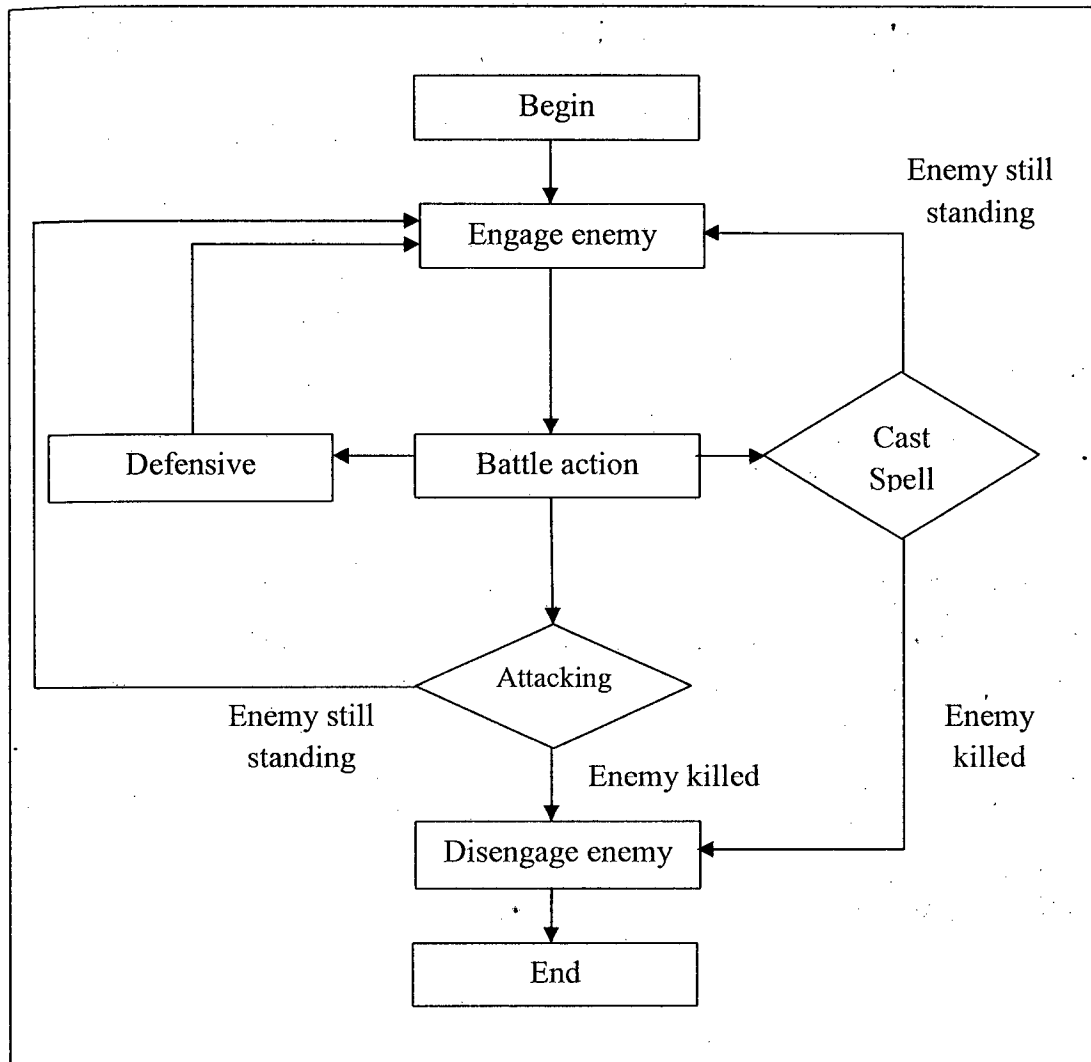 Begin
Enemy still
standing
Engage enemy
Defensive
Battle action
Cast
Spell
Attacking
Enemy still
standing
Enemy killed
Enemy
killed
Disengage enemy
End